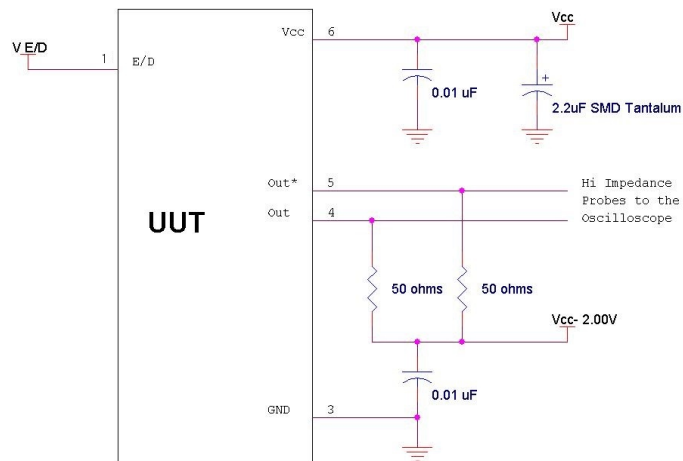 Vcc
V E/D
1
E/D
Vcc
6
0.01 uF
+
2.2uF SMD Tantalum
Out*
5
Hi Impedance
Probes to the
Oscilloscope
Out
4
UUT
50 ohms
50 ohms
Vcc- 2.00V
0.01 uF
GND
3